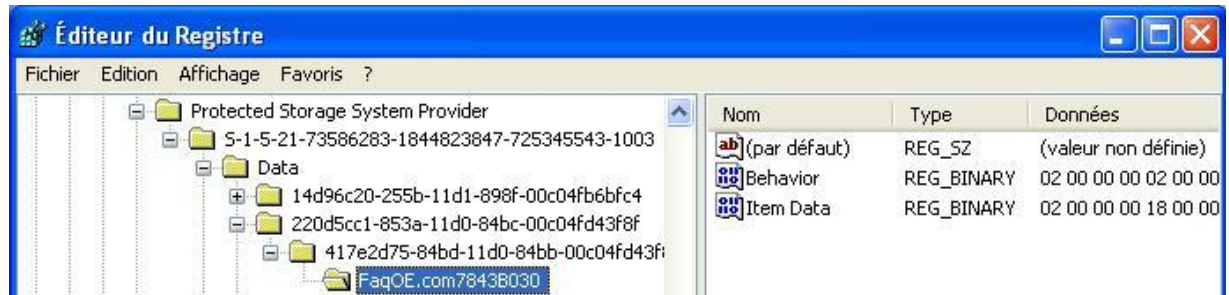 Éditeur du Registre
Fichier Edition Affichage Favoris ?
Protected Storage System Provider
S-1-5-21-73586283-1844823847-725345543-1003
Data
14d96c20-255b-11d1-898f-00c04fb6bfc4
220d5cc1-853a-11d0-84bc-00c04fd43f8f
417e2d75-84bd-11d0-84bb-00c04fd43f
FaqOE.com7843B030
Nom Type Données
(par défaut) REG_SZ (valeur non définie)
Behavior REG_BINARY 02 00 00 00 02 00 00
Item Data REG_BINARY 02 00 00 00 18 00 00